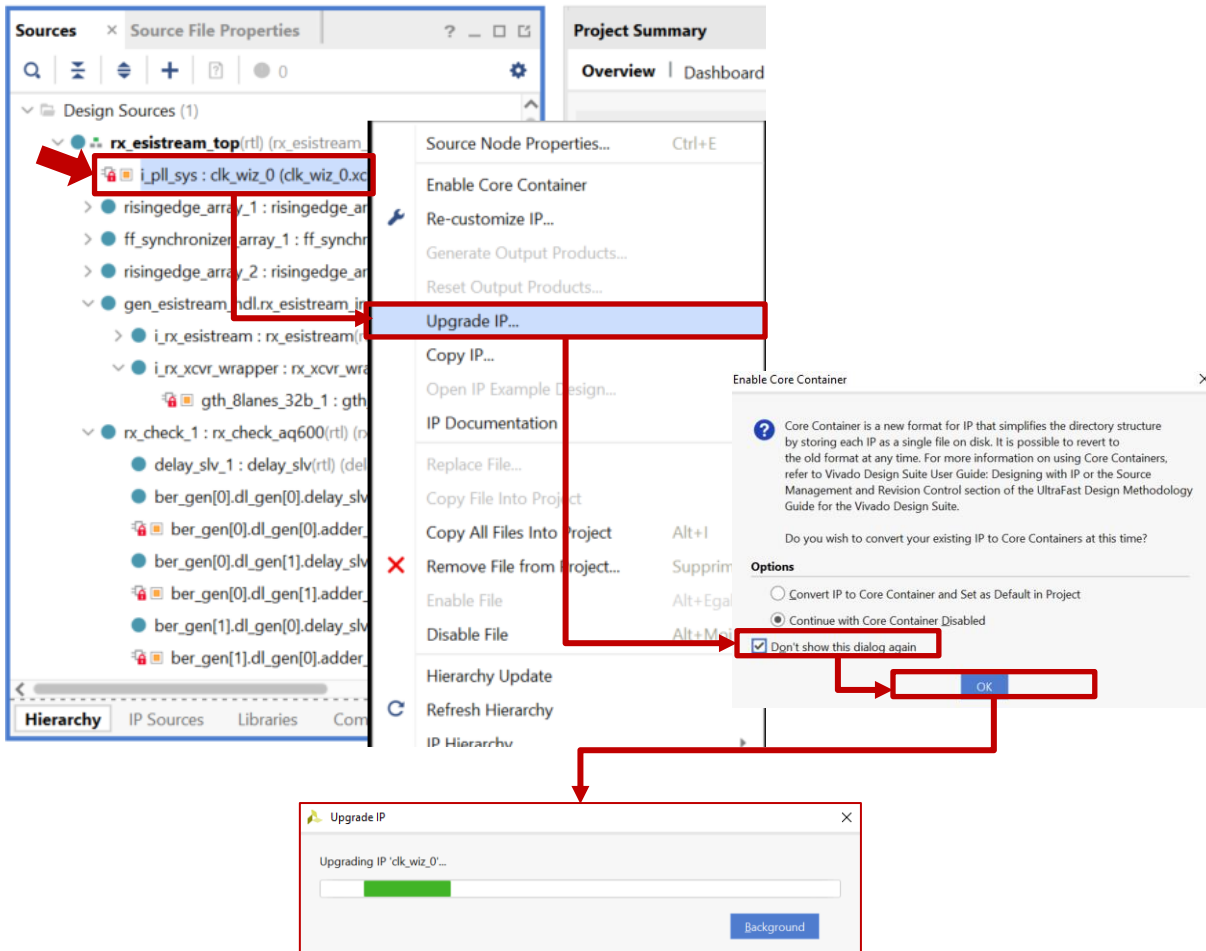 Sources × Source File Properties ?
Project Summary
0
Overview | Dashboard
Design Sources (1)
rx_esistream_top(rtl) (rx_esistream_
i_pll_sys : clk_wiz_0 (clk_wiz_0.xc
risingedge_array_1 : risingedge_ar
ff_synchronizer_array_1 : ff_synchr
risingedge_array_2 : risingedge_ar
gen_esistream_hdl.rx_esistream_
i_rx_esistream : rx_esistream(r
i_rx_xcvr_wrapper : rx_xcvr_wra
gth_8lanes_32b_1 : gth_
rx_check_1 : rx_check_aq600(rtl) (r
delay_slv_1 : delay_slv(rtl) (del
ber_gen[0].dl_gen[0].delay_slv
ber_gen[0].dl_gen[0].adder_
ber_gen[0].dl_gen[1].delay_slv
ber_gen[0].dl_gen[1].adder_
ber_gen[1].dl_gen[0].delay_slv
ber_gen[1].dl_gen[0].adder_
Hierarchy IP Sources Libraries Com
Source Node Properties... Ctrl+E
Enable Core Container
Re-customize IP...
Generate Output Products...
Reset Output Products...
Upgrade IP...
Copy IP...
Open IP Example Design...
IP Documentation
Replace File...
Copy File Into Project
Copy All Files Into Project Alt+I
Remove File from Project... Supprim
Enable File Alt+Egal
Disable File Alt+Moi
Hierarchy Update
Refresh Hierarchy
IP Hierarchy
Enable Core Container
Core Container is a new format for IP that simplifies the directory structure
by storing each IP as a single file on disk. It is possible to revert to
the old format at any time. For more information on using Core Containers,
refer to Vivado Design Suite User Guide: Designing with IP or the Source
Management and Revision Control section of the UltraFast Design Methodology
Guide for the Vivado Design Suite.
Do you wish to convert your existing IP to Core Containers at this time?
Options
Convert IP to Core Container and Set as Default in Project
Continue with Core Container Disabled
Don't show this dialog again
OK
Upgrade IP
Upgrading IP 'clk_wiz_0'...
Background